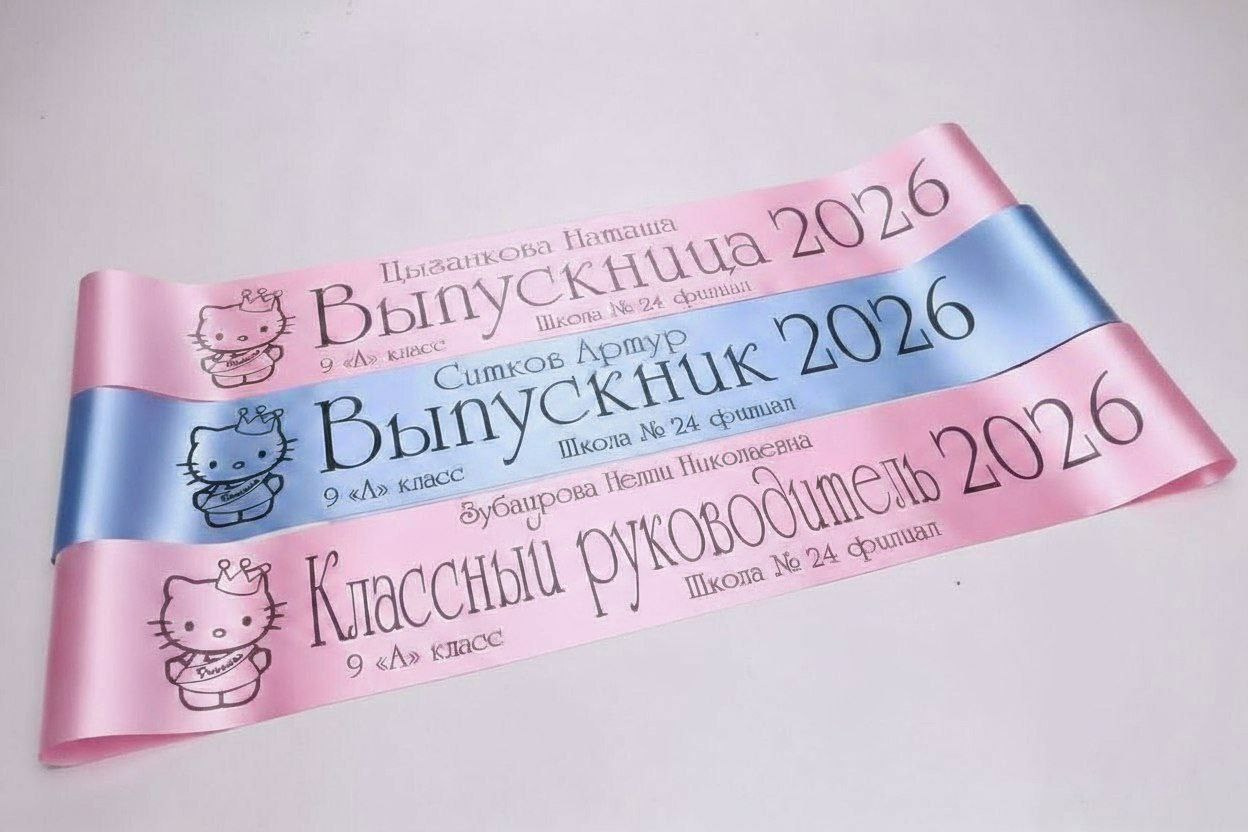 Цыганкова Наташа
Выпускница 2026
Школа № 24 филиал
9 «А» класс
Ситков Артур
Выпускник 2026
Школа № 24 филиал
9 «А» класс
Нелли Николаевна
Классный руководитель 2026
Школа № 24 филиал
9 «А» класс